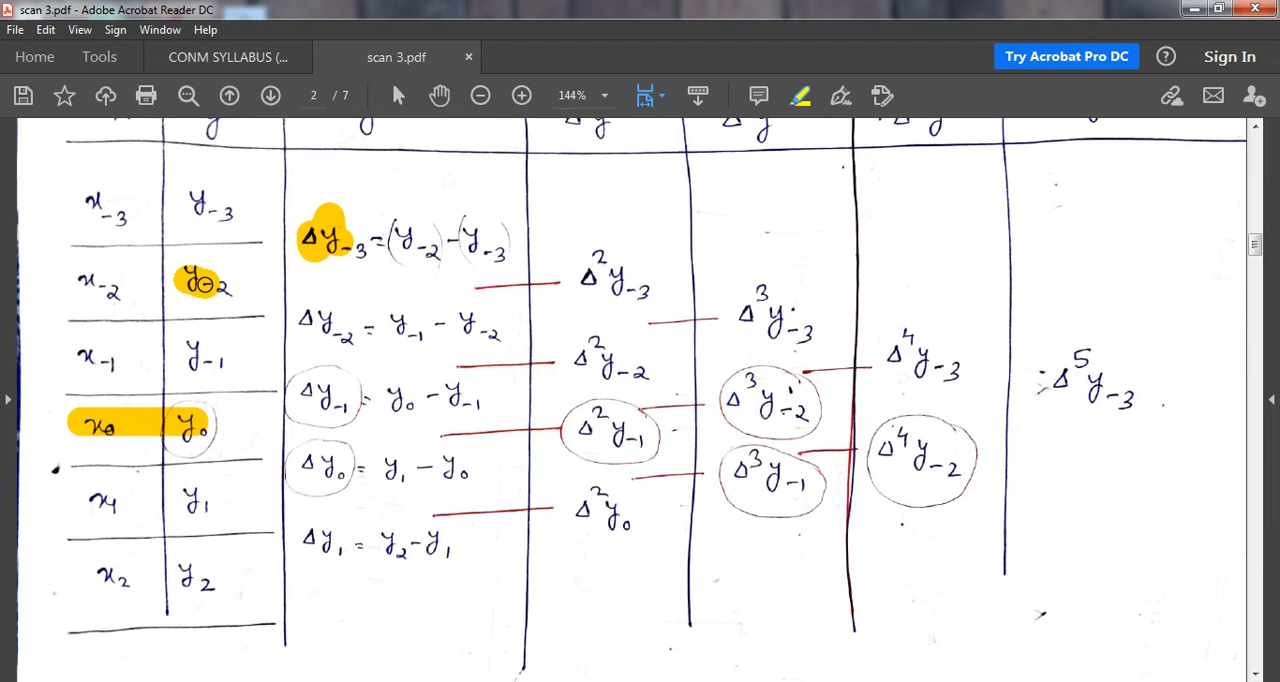 scan 3.pdf - Adobe Acrobat Reader DC
File Edit View Sign Window Help
Home Tools CONM SYLLABUS (... scan 3.pdf × Try Acrobat Pro DC ? Sign In
2 / 7 144%
x₋₃ y₋₃
Δy₋₃ = (y₋₂) - (y₋₃)
x₋₂ y₋₂ Δ²y₋₃
Δy₋₂ = y₋₁ - y₋₂ Δ³y₋₃
x₋₁ y₋₁ Δ²y₋₂ Δ⁴y₋₃
Δy₋₁ = y₀ - y₋₁ Δ³y₋₂ Δ⁵y₋₃
x₀ y₀ Δ²y₋₁ Δ⁴y₋₂
Δy₀ = y₁ - y₀ Δ³y₋₁
x₁ y₁ Δ²y₀
Δy₁ = y₂ - y₁
x₂ y₂